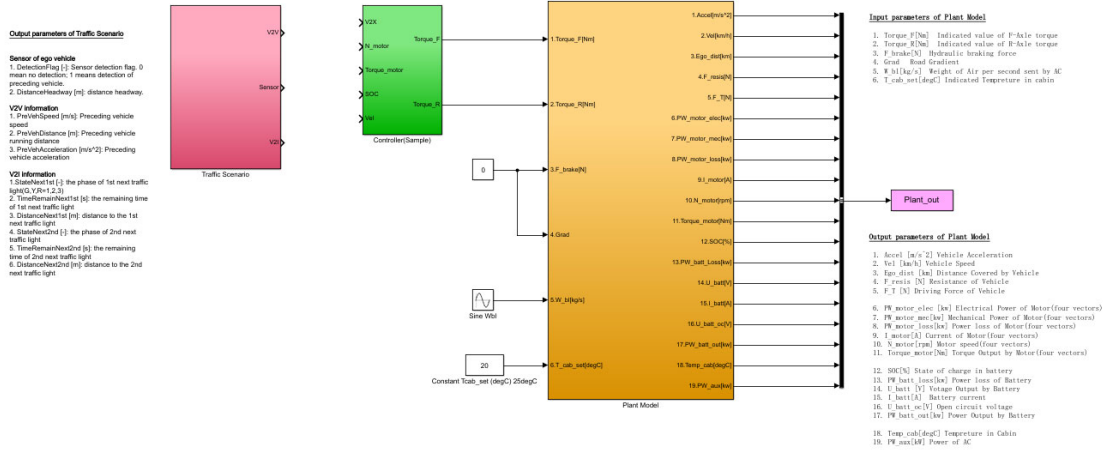 Output parameters of Traffic Scenario
Sensor of ego vehicle
1. DetectionFlag [-]: Sensor detection flag. 0
mean no detection; 1 means detection of
preceding vehicle.
2. DistanceHeadway [m]: distance headway.
V2V information
1. PreVehSpeed [m/s]: Preceding vehicle
speed
2. PreVehDistance [m]: Preceding vehicle
running distance
3. PreVehAcceleration [m/s^2]: Preceding
vehicle acceleration
V2I information
1.StateNext1st [-]: the phase of 1st next traffic
light(G,Y,R=1,2,3)
2. TimeRemainNext1st [s]: the remaining time
of 1st next traffic light
3. DistanceNext1st [m]: distance to the 1st
next traffic light
4. StateNext2nd [-]: the phase of 2nd next
traffic light
5. TimeRemainNext2nd [s]: the remaining
time of 2nd next traffic light
6. DistanceNext2nd [m]: distance to the 2nd
next traffic light
V2V
Sensor
V2I
Traffic Scenario
V2X
N_motor
Torque_motor
SOC
Vel
Torque_F
Torque_R
Controller(Sample)
0
Sine Wbl
20
Constant Tcab_set (degC) 25degC
1.Torque_F[Nm]
2.Torque_R[Nm]
3.F_brake[N]
4.Grad
5.W_bl[kg/s]
6.T_cab_set[degC]
1.Accel[m/s^2]
2.Vel[km/h]
3.Ego_dist[km]
4.F_resis[N]
5.F_T[N]
6.PW_motor_elec[kw]
7.PW_motor_mec[kw]
8.PW_motor_loss[kw]
9.I_motor[A]
10.N_motor[rpm]
11.Torque_motor[Nm]
12.SOC[%]
13.PW_batt_Loss[kw]
14.U_batt[V]
15.I_batt[A]
16.U_batt_oc[V]
17.PW_batt_out[kw]
18.Temp_cab[degC]
19.PW_aux[kw]
Plant Model
Plant_out
Input parameters of Plant Model
1. Torque_F[Nm] Indicated value of F-Axle torque
2. Torque_R[Nm] Indicated value of R-Axle torque
3. F_brake[N] Hydraulic braking force
4. Grad Road Gradient
5. W_bl[kg/s] Weight of Air per second sent by AC
6. T_cab_set[degC] Indicated Tempreture in cabin
Output parameters of Plant Model
1. Accel [m/s^2] Vehicle Acceleration
2. Vel [km/h] Vehicle Speed
3. Ego_dist [km] Distance Covered by Vehicle
4. F_resis [N] Resistance of Vehicle
5. F_T [N] Driving Force of Vehicle
6. PW_motor_elec [kw] Electrical Power of Motor(four vectors)
7. PW_motor_mec[kw] Mechanical Power of Motor(four vectors)
8. PW_motor_loss[kw] Power loss of Motor(four vectors)
9. I_motor[A] Current of Motor(four vectors)
10. N_motor[rpm] Motor speed(four vectors)
11. Torque_motor[Nm] Torque Output by Motor(four vectors)
12. SOC[%] State of charge in battery
13. PW_batt_loss[kw] Power loss of Battery
14. U_batt [V] Votage Output by Battery
15. I_batt[A] Battery current
16. U_batt_oc[V] Open circuit voltage
17. PW_batt_out[kw] Power Output by Battery
18. Temp_cab[degC] Tempreture in Cabin
19. PW_aux[kW] Power of AC